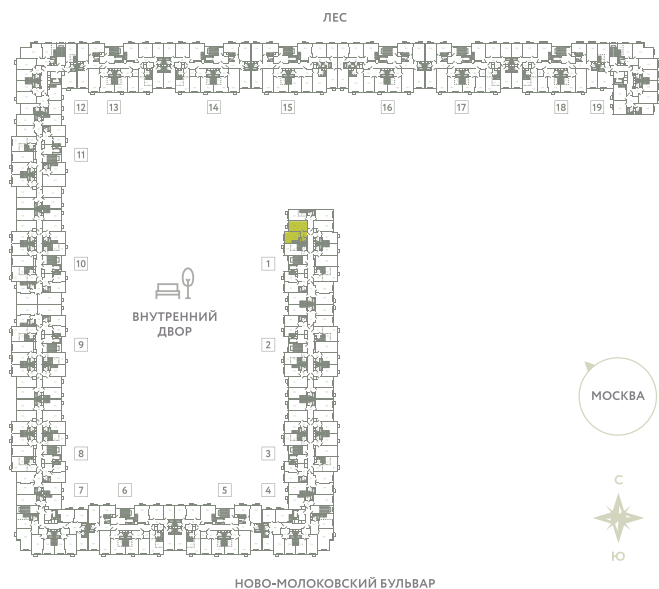 ЛЕС
12 13 14 15 16 17 18 19
11
10 1
ВНУТРЕННИЙ
ДВОР
9 2
МОСКВА
8 3
7 6 5 4
С
Ю
НОВО-МОЛОКОВСКИЙ БУЛЬВАР